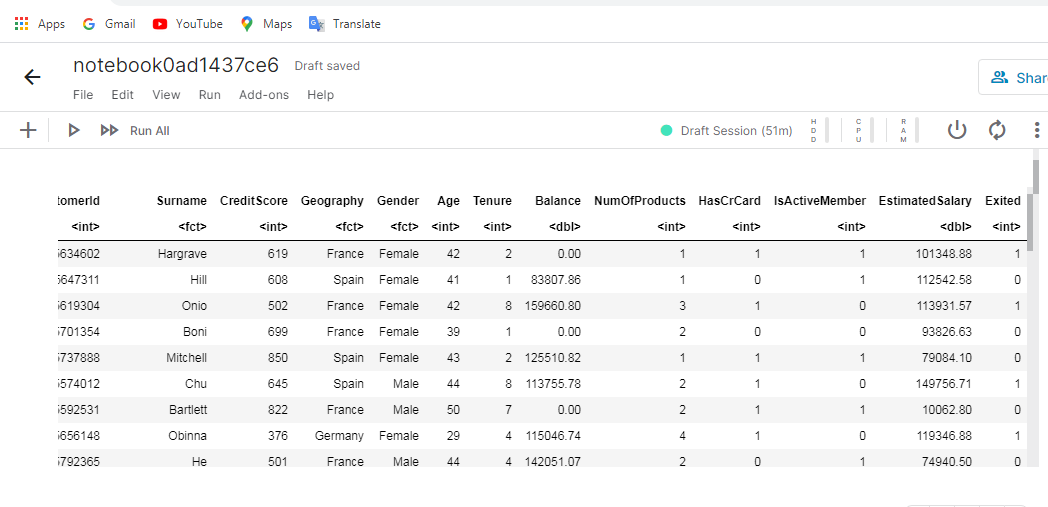 Apps Gmail YouTube Maps Translate
notebook0ad1437ce6 Draft saved
File Edit View Run Add-ons Help
Shar
Run All Draft Session (51m) HDD CPU RAM
tomerId Surname CreditScore Geography Gender Age Tenure Balance NumOfProducts HasCrCard IsActiveMember EstimatedSalary Exited
<int> <fct> <int> <fct> <fct> <int> <int> <dbl> <int> <int> <int> <dbl> <int>
5634602 Hargrave 619 France Female 42 2 0.00 1 1 1 101348.88 1
5647311 Hill 608 Spain Female 41 1 83807.86 1 0 1 112542.58 0
5619304 Onio 502 France Female 42 8 159660.80 3 1 0 113931.57 1
5701354 Boni 699 France Female 39 1 0.00 2 0 0 93826.63 0
5737888 Mitchell 850 Spain Female 43 2 125510.82 1 1 1 79084.10 0
5574012 Chu 645 Spain Male 44 8 113755.78 2 1 0 149756.71 1
5592531 Bartlett 822 France Male 50 7 0.00 2 1 1 10062.80 0
5656148 Obinna 376 Germany Female 29 4 115046.74 4 1 0 119346.88 1
5792365 He 501 France Male 44 4 142051.07 2 0 1 74940.50 0